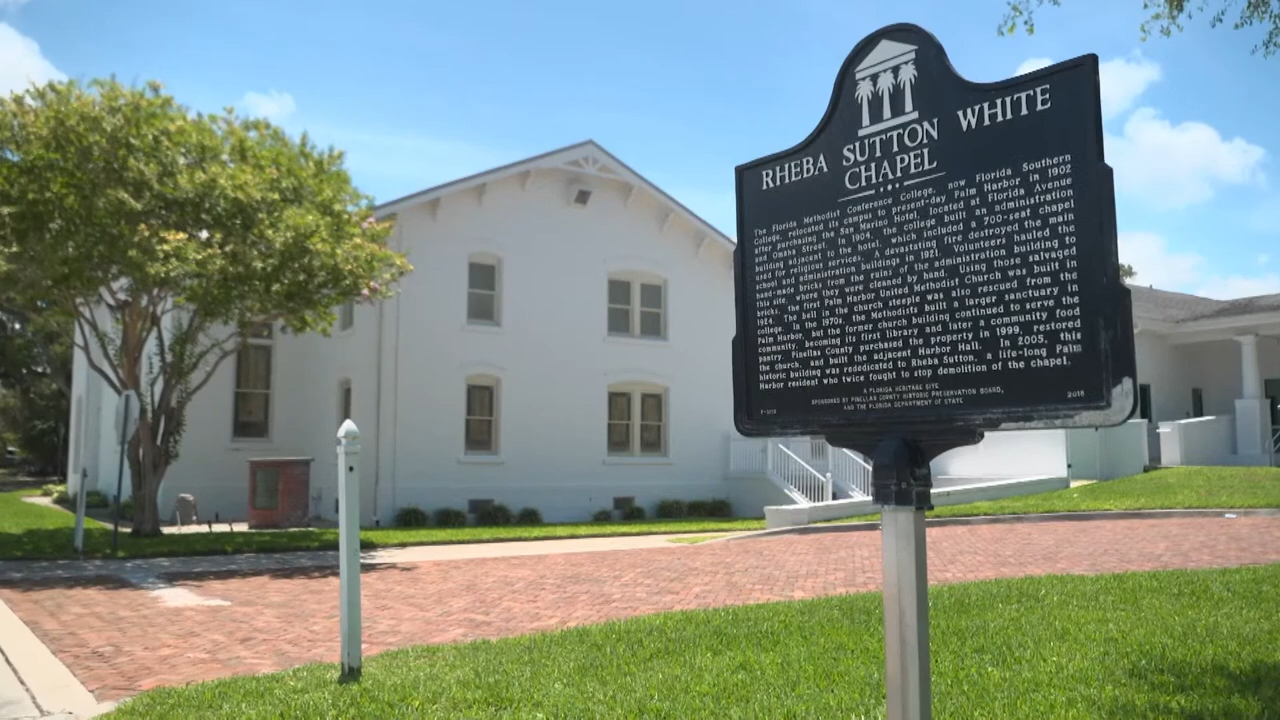 RHEBA SUTTON WHITE
CHAPEL
The Florida Methodist Conference College, now Florida Southern
College, relocated its campus to present-day Palm Harbor in 1902
after purchasing the San Marino Hotel, located at Florida Avenue
and Omaha Street. In 1904, the college built an administration
building adjacent to the hotel, which included a 700-seat chapel
used for religious services. A devastating fire destroyed the main
school and administration buildings in 1921. Volunteers hauled the
hand-made bricks from the ruins of the administration building to
this site, where they were cleaned by hand. Using those salvaged
bricks, the first Palm Harbor United Methodist Church was built in
1924. The bell in the church steeple was also rescued from the
college. In the 1970s, the Methodists built a larger sanctuary in
Palm Harbor, but the former church building continued to serve the
community, becoming its first library and later a community food
pantry. Pinellas County purchased the property in 1999, restored
the church, and built the adjacent Harbor Hall. In 2005, this
historic building was rededicated to Rheba Sutton, a life-long Palm
Harbor resident who twice fought to stop demolition of the chapel.
A FLORIDA HERITAGE SITE
SPONSORED BY PINELLAS COUNTY HISTORIC PRESERVATION BOARD,
AND THE FLORIDA DEPARTMENT OF STATE
2018